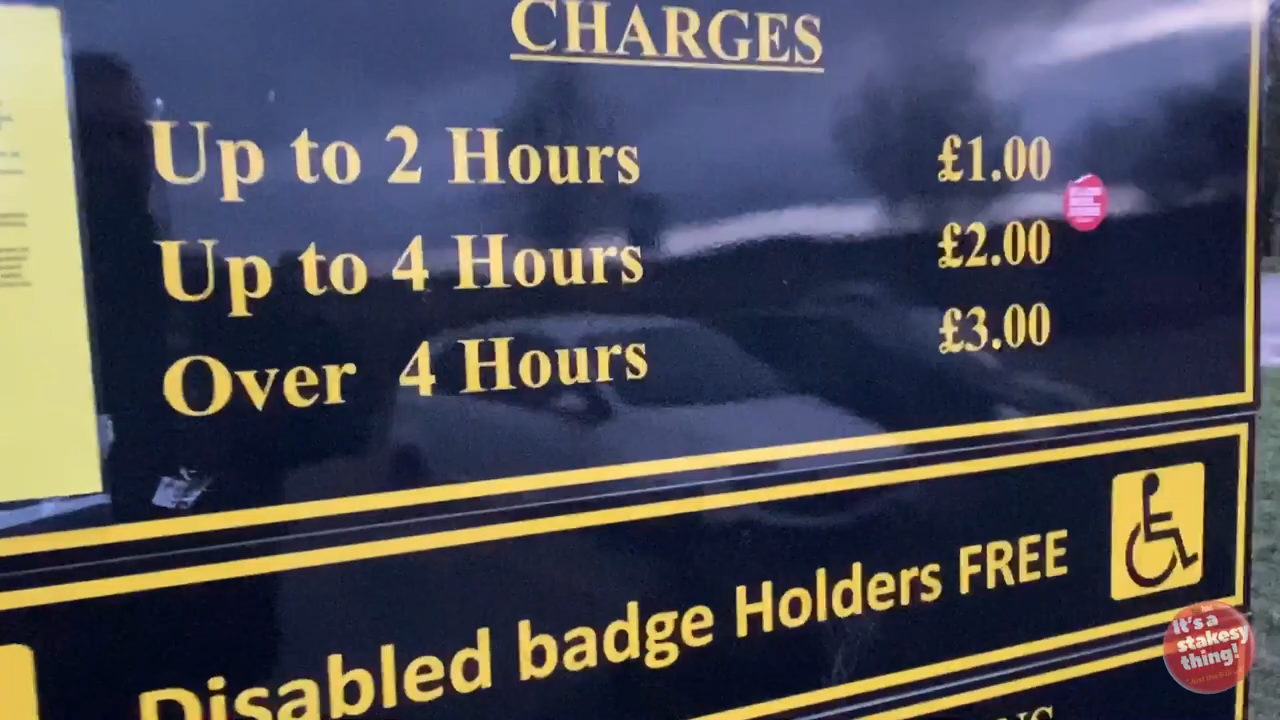 CHARGES
Up to 2 Hours £1.00
Up to 4 Hours £2.00
Over 4 Hours £3.00
Disabled badge Holders FREE
It's a
stakesy
thing!